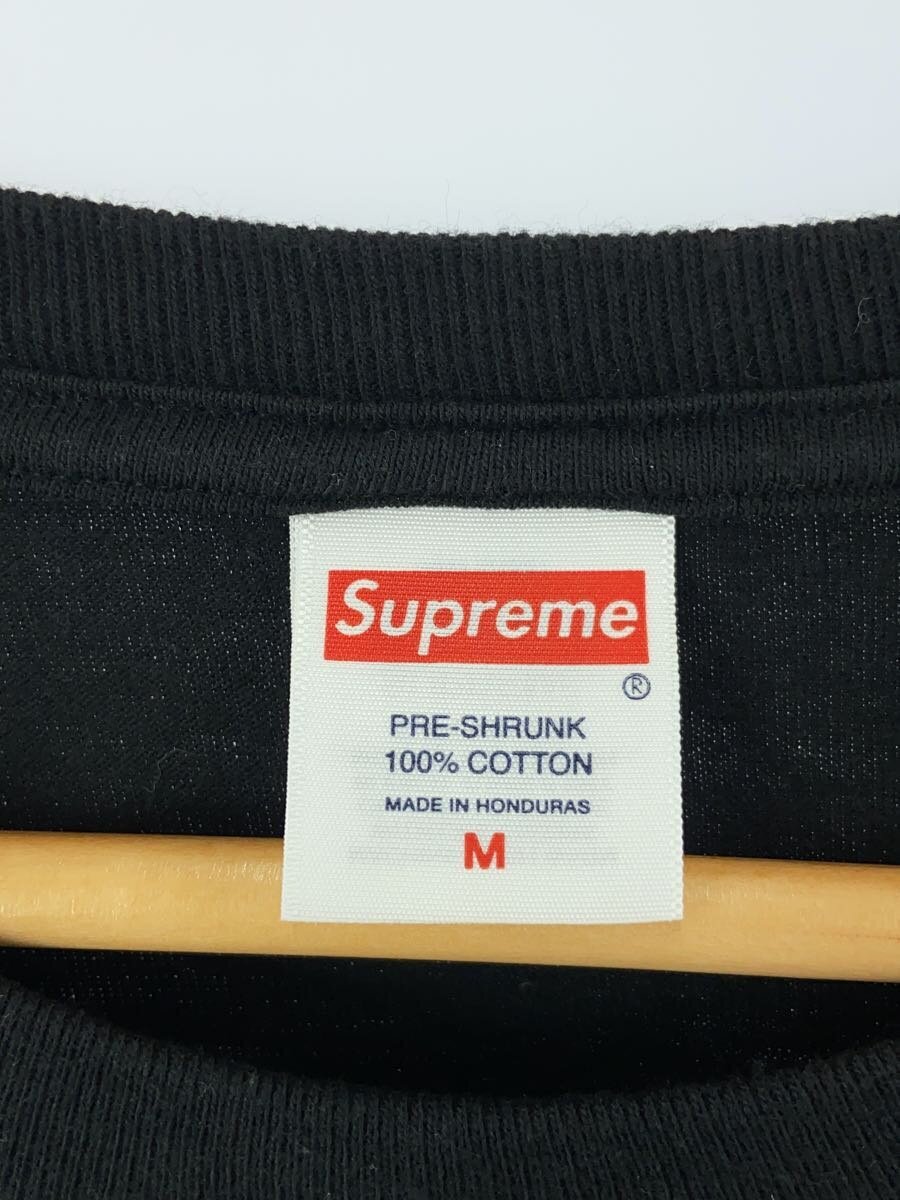 Supreme
®
PRE-SHRUNK
100% COTTON
MADE IN HONDURAS
M